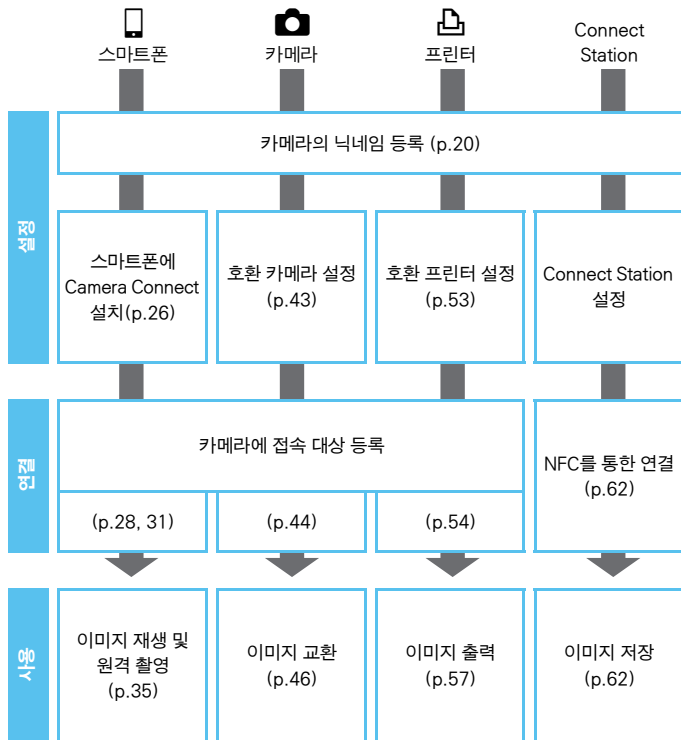 스마트폰
카메라
프린터
Connect
Station
설정
카메라의 닉네임 등록 (p.20)
스마트폰에
Camera Connect
설치(p.26)
호환 카메라 설정
(p.43)
호환 프린터 설정
(p.53)
Connect Station
설정
연결
카메라에 접속 대상 등록
(p.28, 31)
(p.44)
(p.54)
NFC를 통한 연결
(p.62)
사용
이미지 재생 및
원격 촬영
(p.35)
이미지 교환
(p.46)
이미지 출력
(p.57)
이미지 저장
(p.62)